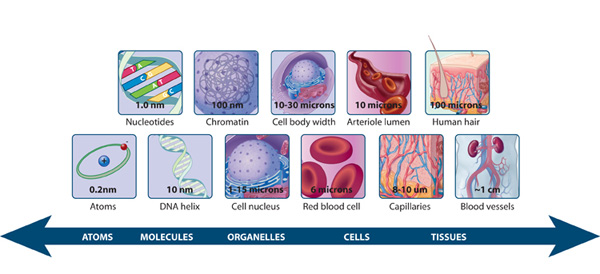 T A
C
A T
C
1.0 nm
100 nm
10-30 microns
10 microns
100 microns
Nucleotides
Chromatin
Cell body width
Arteriole lumen
Human hair
0.2nm
10 nm
1-15 microns
6 microns
8-10 um
~1 cm
Atoms
DNA helix
Cell nucleus
Red blood cell
Capillaries
Blood vessels
ATOMS MOLECULES ORGANELLES CELLS TISSUES